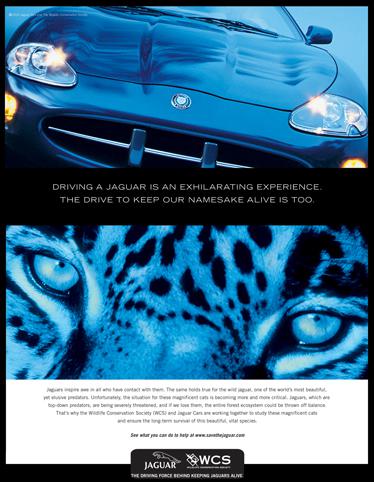 DRIVING A JAGUAR IS AN EXHILARATING EXPERIENCE.
THE DRIVE TO KEEP OUR NAMESAKE ALIVE IS TOO.
Jaguars inspire awe in all who have contact with them. The same holds true for the wild jaguar, one of the world's most beautiful,
yet elusive predators. Unfortunately, the situation for these magnificent cats is becoming more and more critical. Jaguars, which are
top-down predators, are being severely threatened, and if we lose them, the entire forest ecosystem could be thrown off balance.
That's why the Wildlife Conservation Society (WCS) and Jaguar Cars are working together to study these magnificent cats
and ensure the long-term survival of this beautiful, vital species.
See what you can do to help at www.savethejaguar.com
JAGUAR WCS
WILDLIFE CONSERVATION SOCIETY
THE DRIVING FORCE BEHIND KEEPING JAGUARS ALIVE